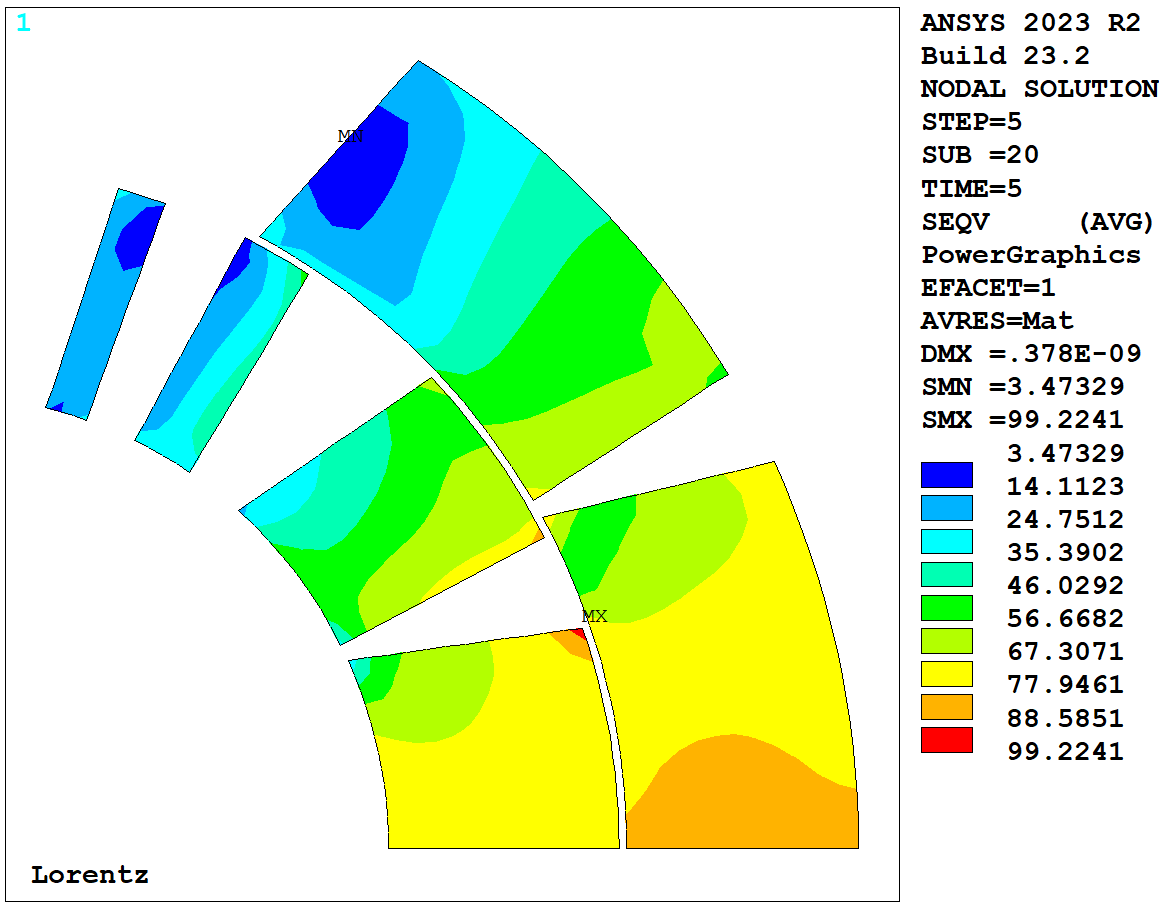 1
ANSYS 2023 R2
Build 23.2
NODAL SOLUTION
STEP=5
SUB =20
TIME=5
SEQV (AVG)
PowerGraphics
EFACET=1
AVRES=Mat
DMX =.378E-09
SMN =3.47329
SMX =99.2241
3.47329
14.1123
24.7512
35.3902
46.0292
56.6682
67.3071
77.9461
88.5851
99.2241
MN
MX
Lorentz